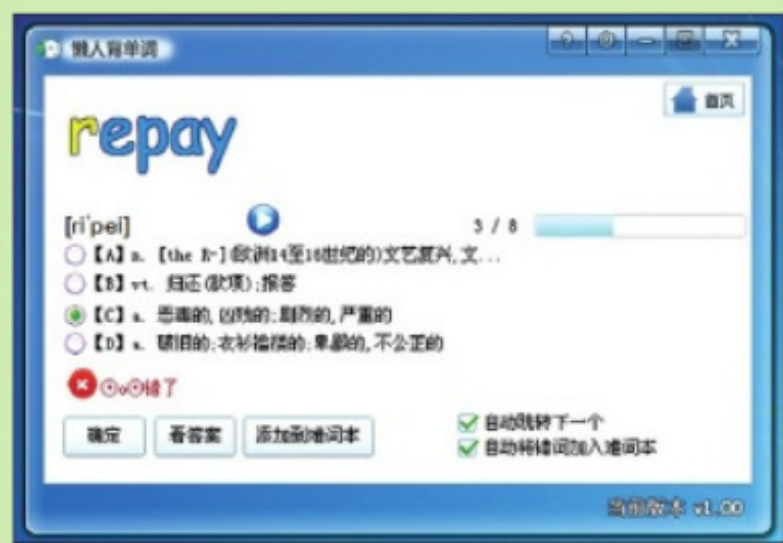 懒人背单词
首页
repay
[ri'pei]
3 / 8
【A】n. [the R-](欧洲14至16世纪的)文艺复兴,文...
【B】vt. 归还(款项);报答
【C】a. 恶毒的,凶残的;剧烈的,严重的
【D】a. 破旧的;衣衫褴褛的;卑鄙的,不公正的
⊙o⊙错了
确定
看答案
添加到难词本
自动跳转下一个
自动将错词加入难词本
当前版本 v1.00